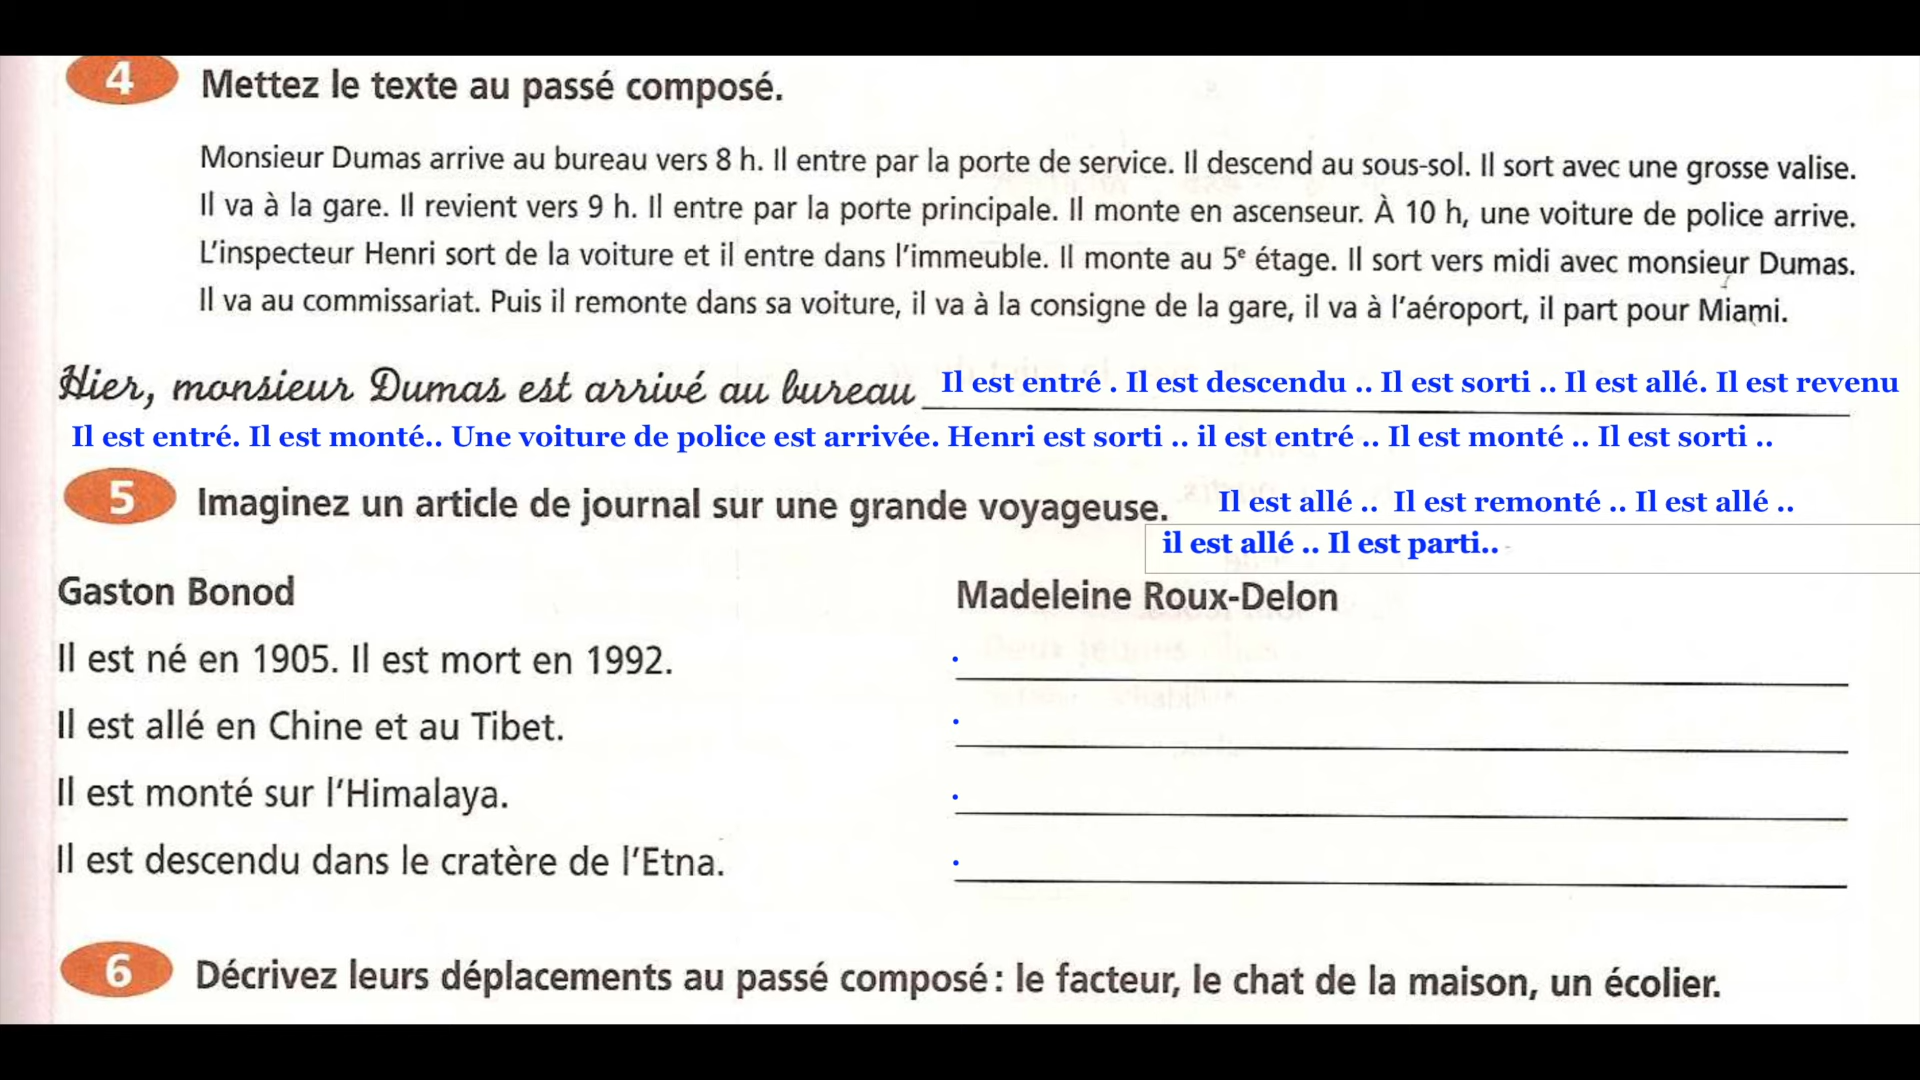 4 Mettez le texte au passé composé.
Monsieur Dumas arrive au bureau vers 8 h. Il entre par la porte de service. Il descend au sous-sol. Il sort avec une grosse valise.
Il va à la gare. Il revient vers 9 h. Il entre par la porte principale. Il monte en ascenseur. À 10 h, une voiture de police arrive.
L'inspecteur Henri sort de la voiture et il entre dans l'immeuble. Il monte au 5e étage. Il sort vers midi avec monsieur Dumas.
Il va au commissariat. Puis il remonte dans sa voiture, il va à la consigne de la gare, il va à l'aéroport, il part pour Miami.
Hier, monsieur Dumas est arrivé au bureau Il est entré . Il est descendu .. Il est sorti .. Il est allé. Il est revenu
Il est entré. Il est monté.. Une voiture de police est arrivée. Henri est sorti .. il est entré .. Il est monté .. Il est sorti ..
5 Imaginez un article de journal sur une grande voyageuse. Il est allé .. Il est remonté .. Il est allé ..
il est allé .. Il est parti..
Gaston Bonod
Madeleine Roux-Delon
Il est né en 1905. Il est mort en 1992.
Il est allé en Chine et au Tibet.
Il est monté sur l'Himalaya.
Il est descendu dans le cratère de l'Etna.
6 Décrivez leurs déplacements au passé composé : le facteur, le chat de la maison, un écolier.